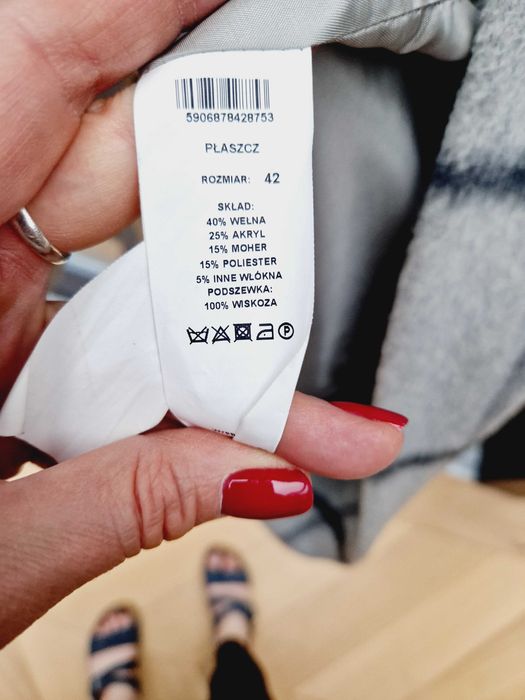 5906878428753
PŁASZCZ
ROZMIAR: 42
SKŁAD:
40% WEŁNA
25% AKRYL
15% MOHER
15% POLIESTER
5% INNE WŁÓKNA
PODSZEWKA:
100% WISKOZA
P